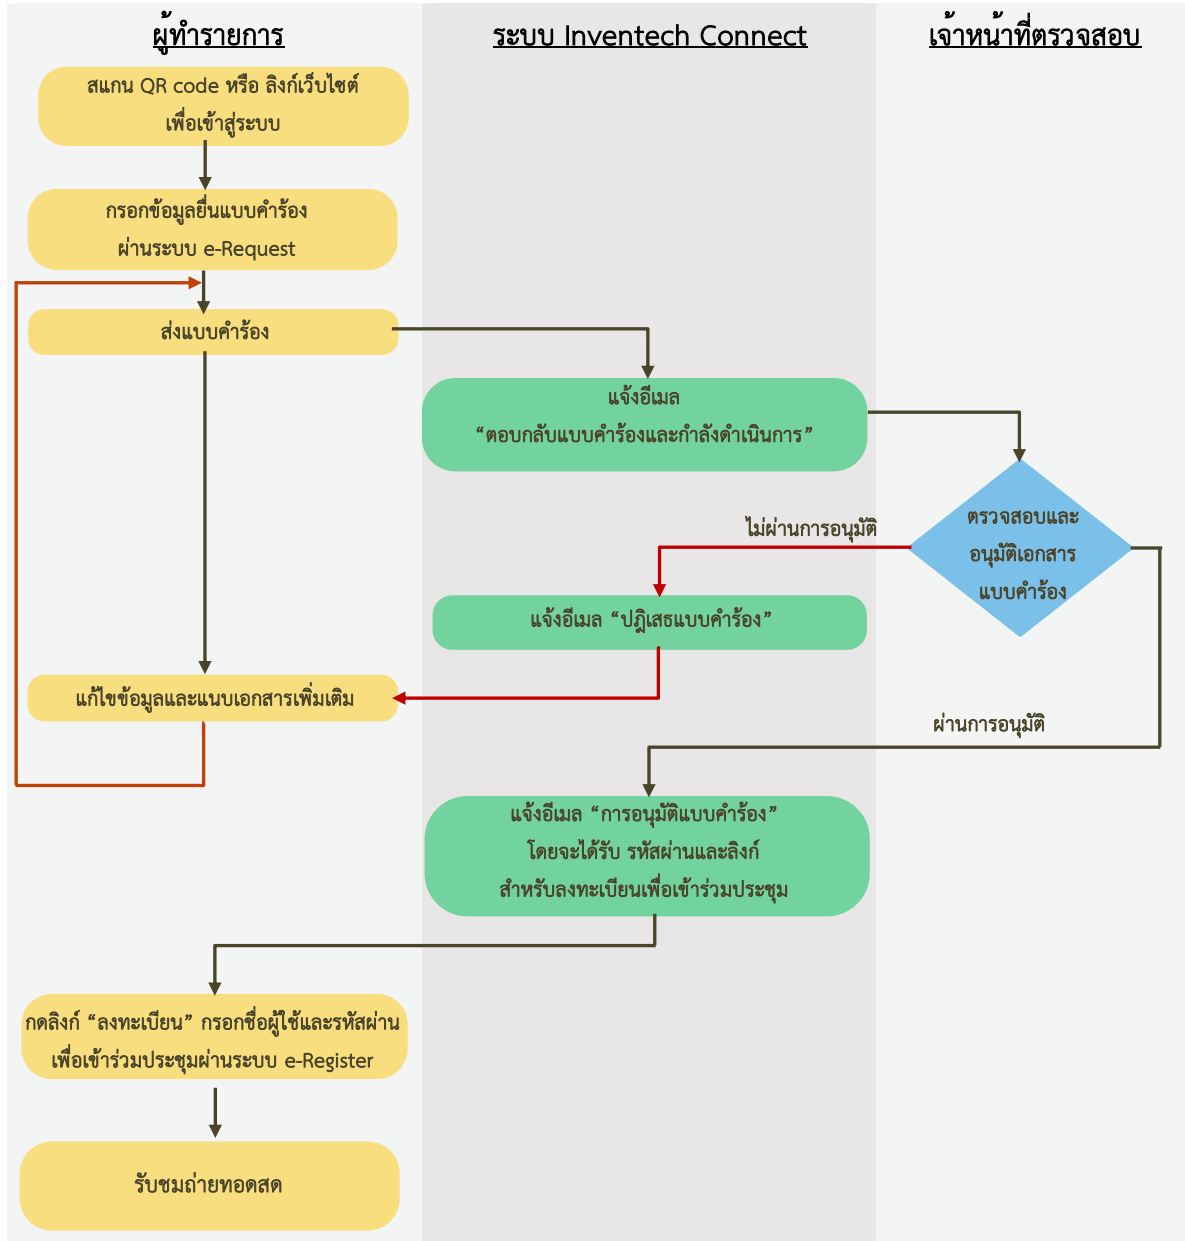 ผู้ทำรายการ
ระบบ Inventech Connect
เจ้าหน้าที่ตรวจสอบ
สแกน QR code หรือ ลิงก์เว็บไซต์
เพื่อเข้าสู่ระบบ
กรอกข้อมูลยื่นแบบคำร้อง
ผ่านระบบ e-Request
ส่งแบบคำร้อง
แจ้งอีเมล
“ตอบกลับแบบคำร้องและกำลังดำเนินการ”
ตรวจสอบและ
อนุมัติเอกสาร
แบบคำร้อง
ไม่ผ่านการอนุมัติ
แจ้งอีเมล “ปฎิเสธแบบคำร้อง”
แก้ไขข้อมูลและแนบเอกสารเพิ่มเติม
ผ่านการอนุมัติ
แจ้งอีเมล “การอนุมัติแบบคำร้อง”
โดยจะได้รับ รหัสผ่านและลิงก์
สำหรับลงทะเบียนเพื่อเข้าร่วมประชุม
กดลิงก์ “ลงทะเบียน” กรอกชื่อผู้ใช้และรหัสผ่าน
เพื่อเข้าร่วมประชุมผ่านระบบ e-Register
รับชมถ่ายทอดสด